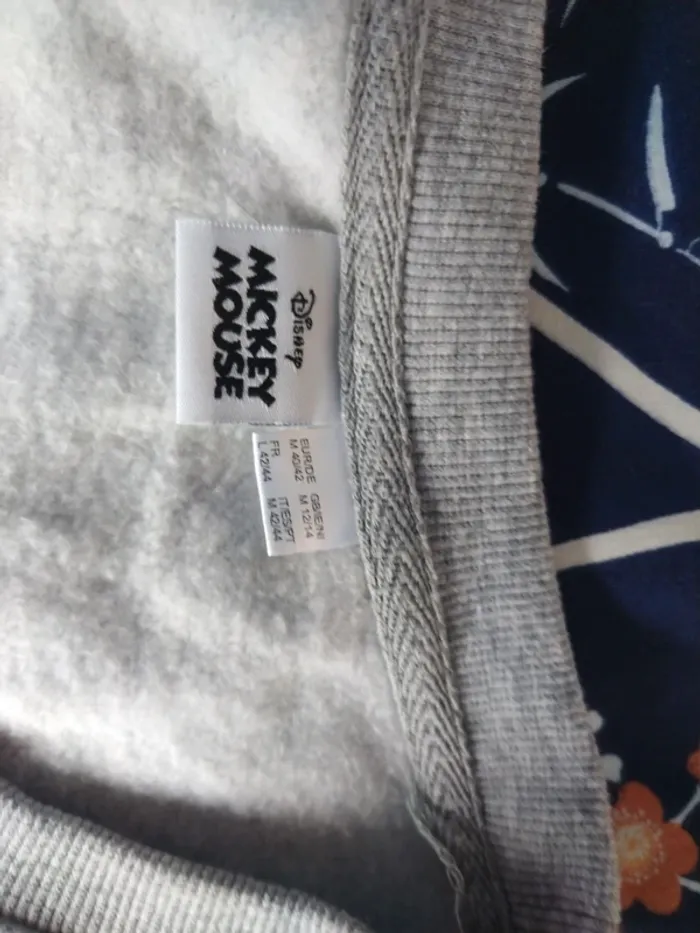 Disney
MICKEY
MOUSE
EUR/DE GB/IE/NI
M 40/42 M 12/14
FR IT/ES/PT
L 42/44 M 42/44